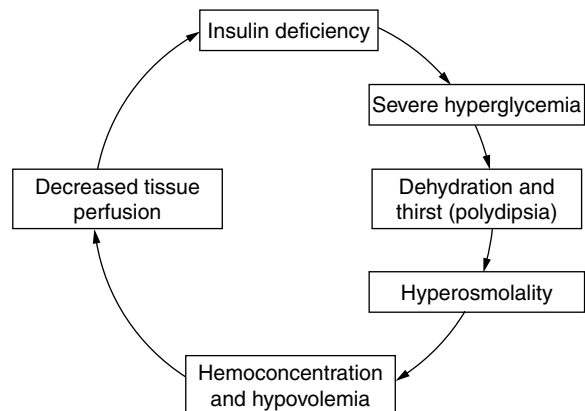 Insulin deficiency
Severe hyperglycemia
Dehydration and
thirst (polydipsia)
Hyperosmolality
Hemoconcentration
and hypovolemia
Decreased tissue
perfusion